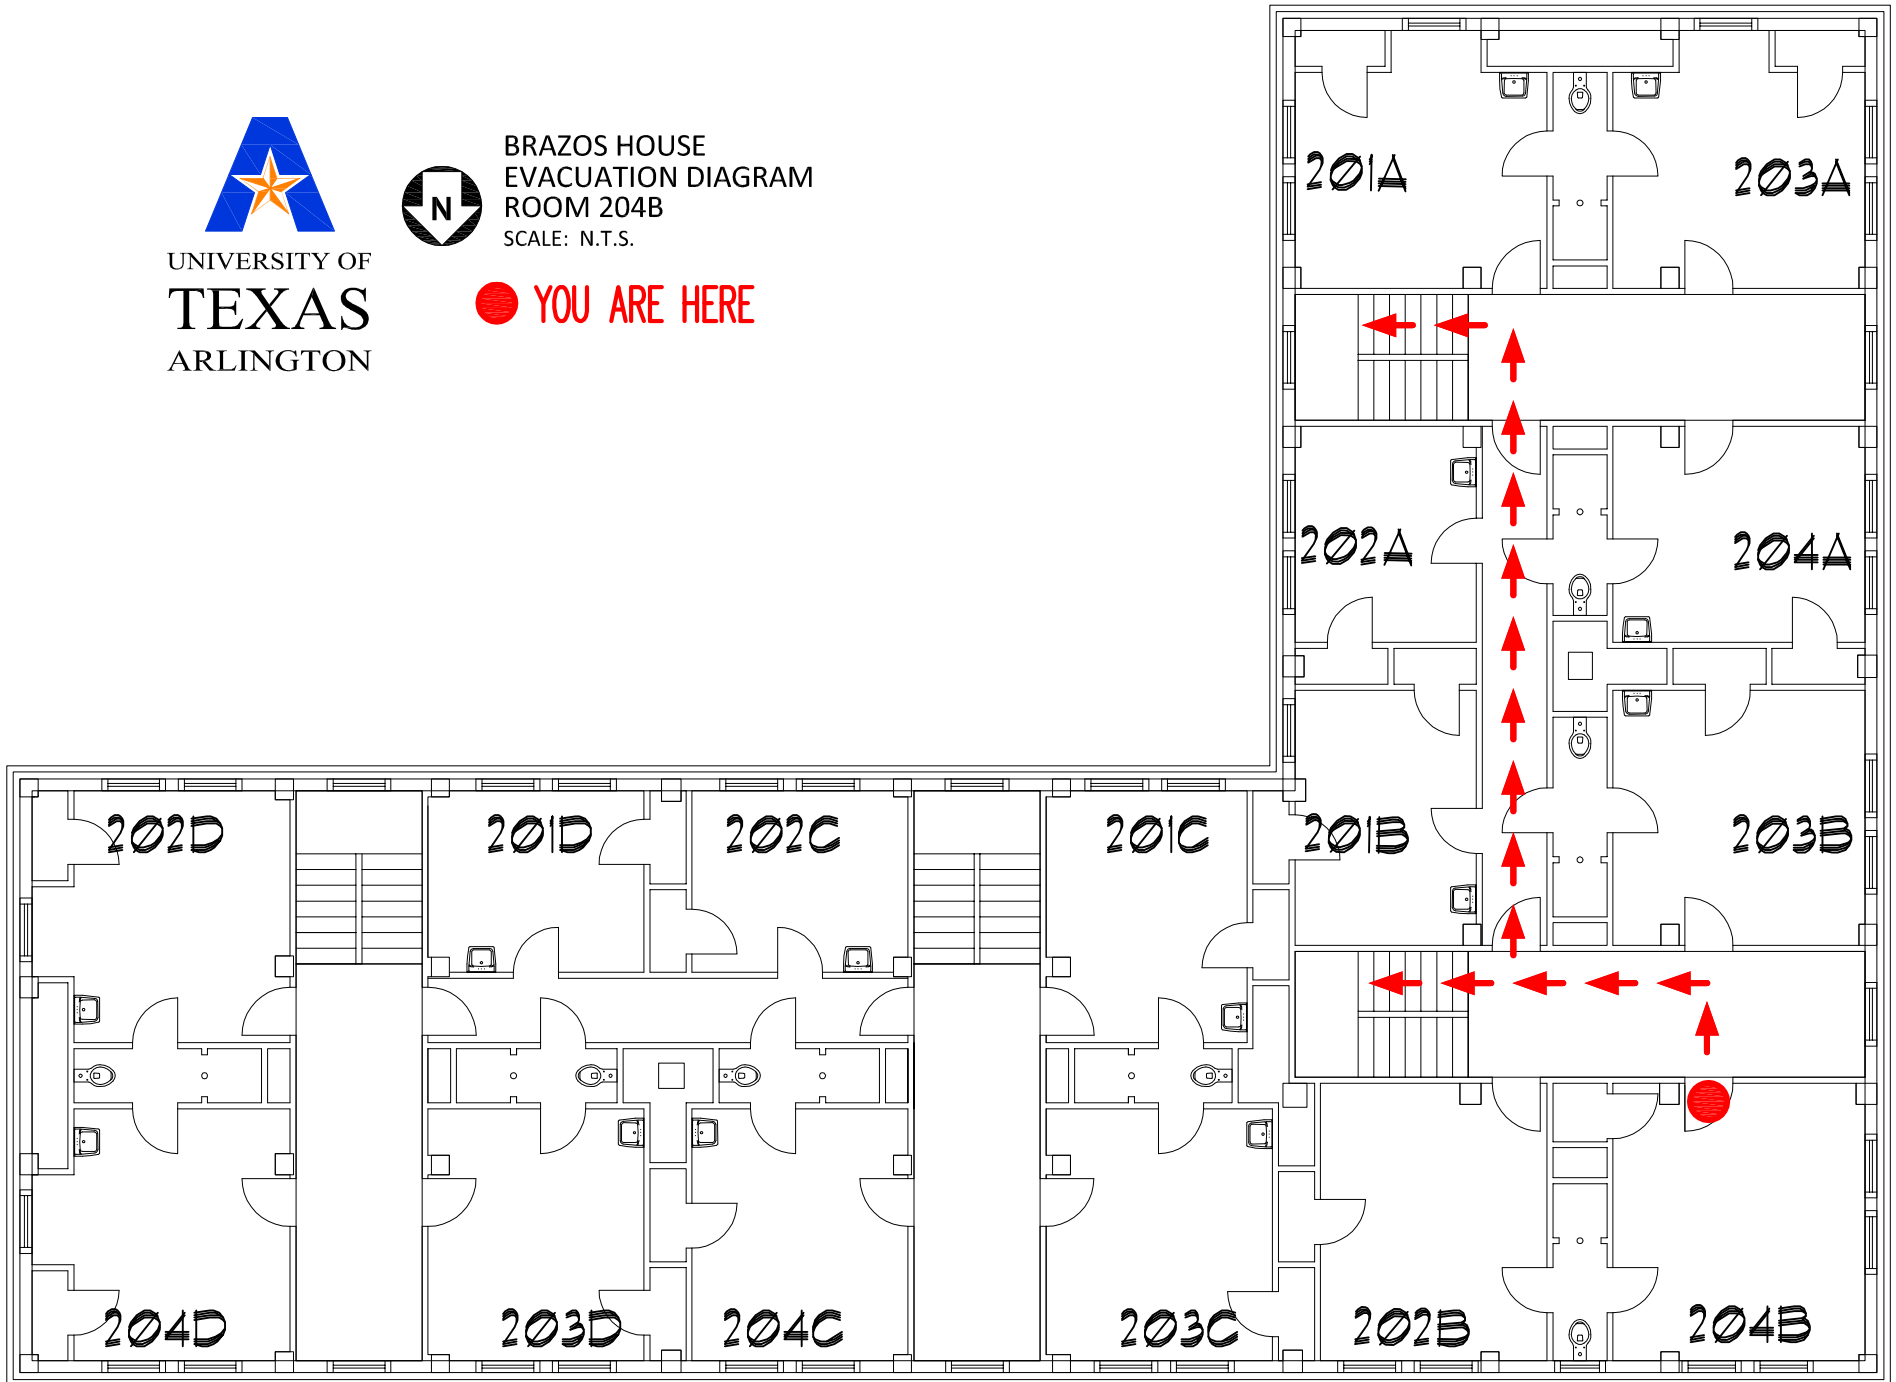 UNIVERSITY OF
TEXAS
ARLINGTON
N
BRAZOS HOUSE
EVACUATION DIAGRAM
ROOM 204B
SCALE: N.T.S.
YOU ARE HERE
201A
203A
202A
204A
202D
201D
202C
201C
201B
203B
204D
203D
204C
203C
202B
204B